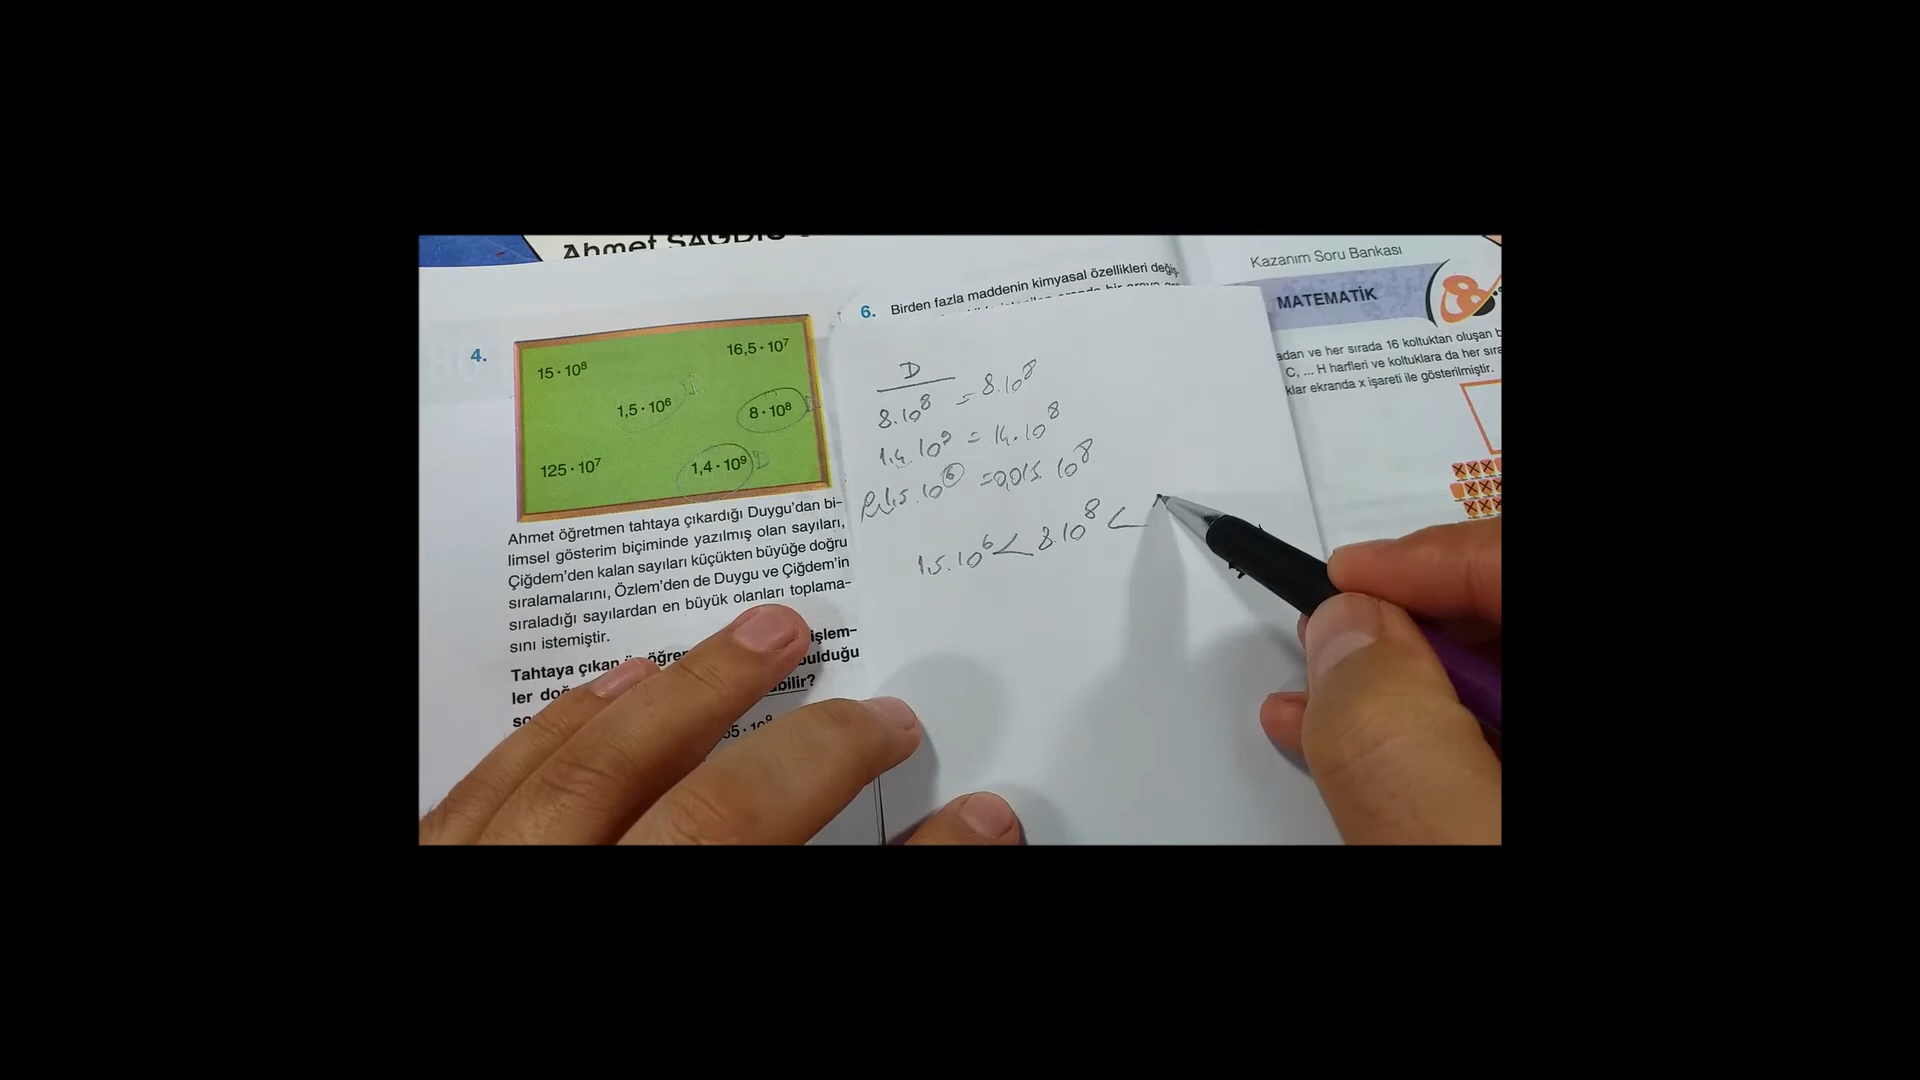 Ahmet SAĞDIÇ
4.
15 · 10⁸
16,5 · 10⁷
1,5 · 10⁶
8 · 10⁸
125 · 10⁷
1,4 · 10⁹ D
Ahmet öğretmen tahtaya çıkardığı Duygu'dan bi-
limsel gösterim biçiminde yazılmış olan sayıları,
Çiğdem'den kalan sayıları küçükten büyüğe doğru
sıralamalarını, Özlem'den de Duygu ve Çiğdem'in
sıraladığı sayılardan en büyük olanları toplama-
sını istemiştir.
Tahtaya çıkan işlem-
bulduğu
ler
6. Birden fazla maddenin kimyasal özellikleri değiş-
D
8.10⁸ = 8.10⁸
1,4.10⁹ = 14.10⁸
1,5.10⁶ = 0,015.10⁸
1,5.10⁶ < 8.10⁸ <
Kazanım Soru Bankası
MATEMATİK
8
ve her sırada 16 koltuktan oluşan
C, ... H harfleri ve koltuklara da her
ekranda x işareti ile gösterilmiştir.